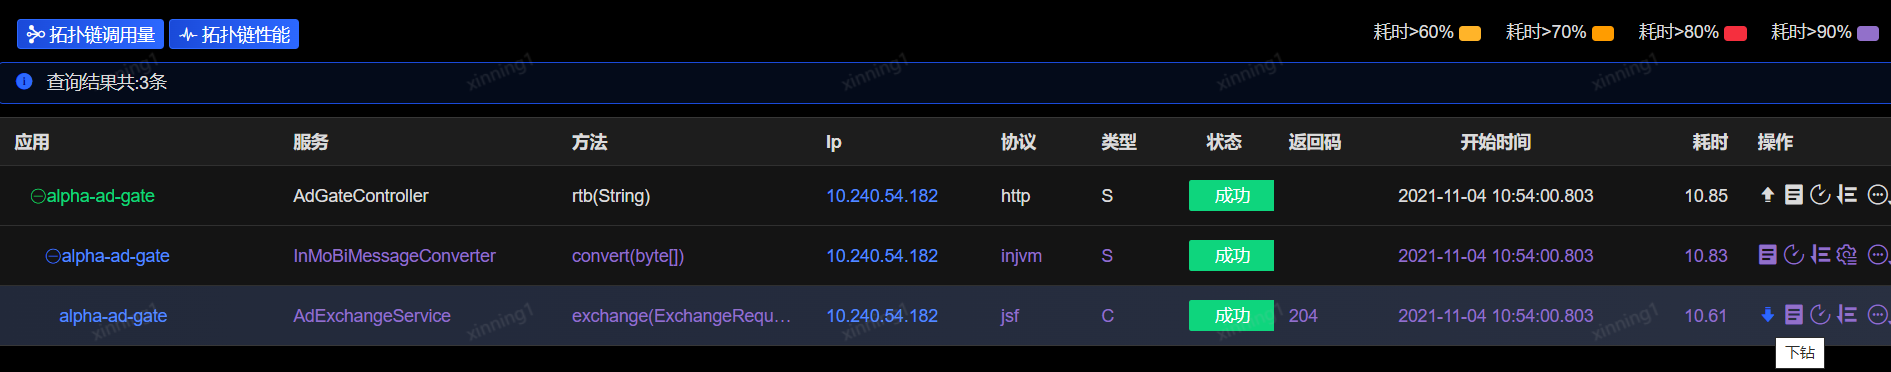 拓扑链调用量 拓扑链性能 耗时>60% 耗时>70% 耗时>80% 耗时>90%
查询结果共:3条
应用 服务 方法 Ip 协议 类型 状态 返回码 开始时间 耗时 操作
alpha-ad-gate AdGateController rtb(String) 10.240.54.182 http S 成功 2021-11-04 10:54:00.803 10.85
alpha-ad-gate InMoBiMessageConverter convert(byte[]) 10.240.54.182 injvm S 成功 2021-11-04 10:54:00.803 10.83
alpha-ad-gate AdExchangeService exchange(ExchangeRequ… 10.240.54.182 jsf C 成功 204 2021-11-04 10:54:00.803 10.61
下钻
xinning1 xinning1 xinning1 xinning1 xinning1
xinning1 xinning1 xinning1 xinning1 xinning1